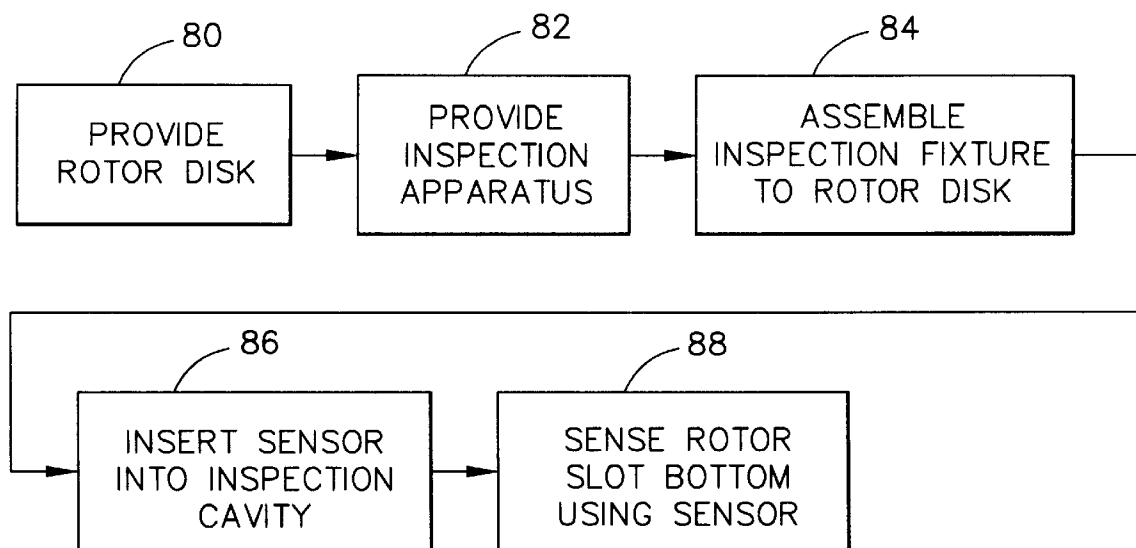 80
PROVIDE
ROTOR DISK
82
PROVIDE
INSPECTION
APPARATUS
84
ASSEMBLE
INSPECTION FIXTURE
TO ROTOR DISK
86
INSERT SENSOR
INTO INSPECTION
CAVITY
88
SENSE ROTOR
SLOT BOTTOM
USING SENSOR